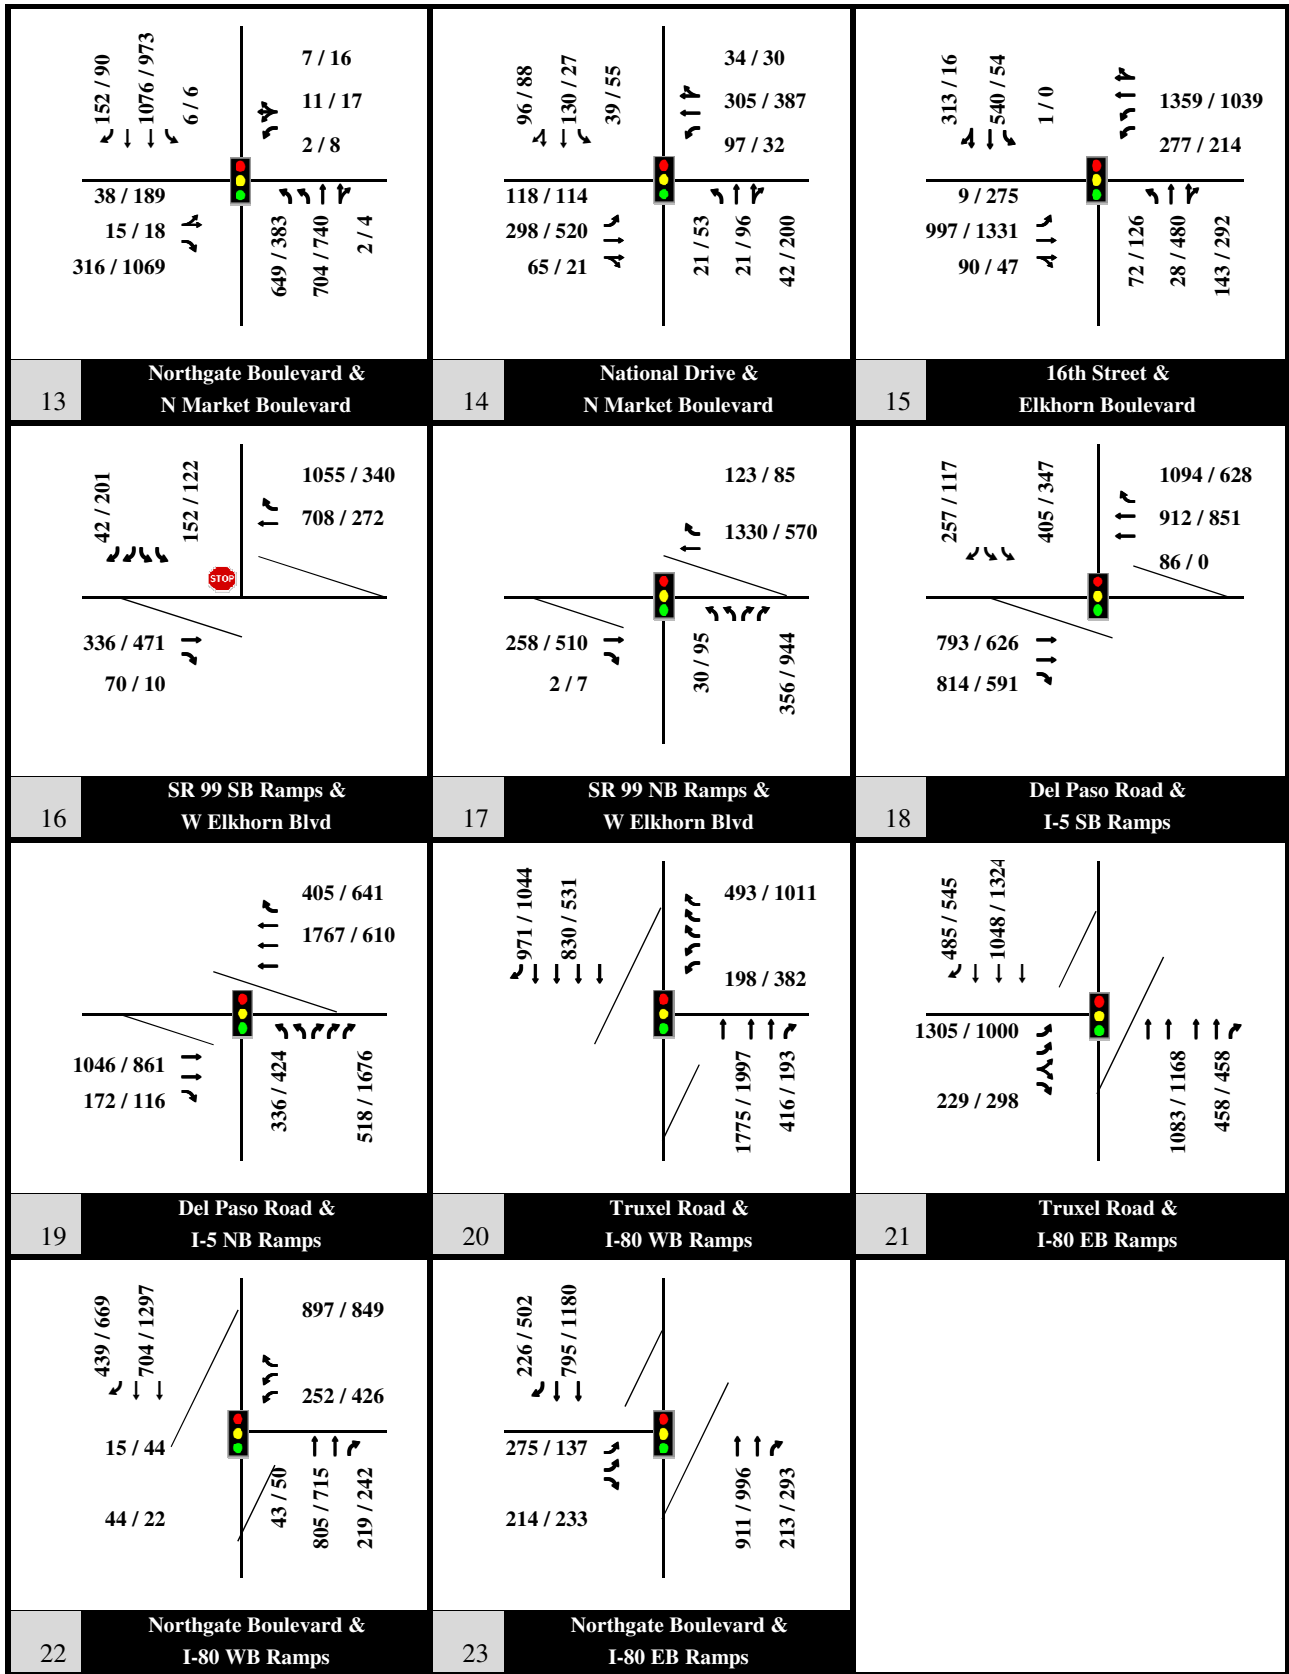 152 / 90
1076 / 973
6 / 6
7 / 16
11 / 17
2 / 8
38 / 189
15 / 18
316 / 1069
649 / 383
704 / 740
2 / 4
13
Northgate Boulevard &
N Market Boulevard
96 / 88
130 / 27
39 / 55
34 / 30
305 / 387
97 / 32
118 / 114
298 / 520
65 / 21
21 / 53
21 / 96
42 / 200
14
National Drive &
N Market Boulevard
313 / 16
540 / 54
1 / 0
1359 / 1039
277 / 214
9 / 275
997 / 1331
90 / 47
72 / 126
28 / 480
143 / 292
15
16th Street &
Elkhorn Boulevard
42 / 201
152 / 122
1055 / 340
708 / 272
STOP
336 / 471
70 / 10
16
SR 99 SB Ramps &
W Elkhorn Blvd
123 / 85
1330 / 570
258 / 510
2 / 7
30 / 95
356 / 944
17
SR 99 NB Ramps &
W Elkhorn Blvd
257 / 117
405 / 347
1094 / 628
912 / 851
86 / 0
793 / 626
814 / 591
18
Del Paso Road &
I-5 SB Ramps
405 / 641
1767 / 610
1046 / 861
172 / 116
336 / 424
518 / 1676
19
Del Paso Road &
I-5 NB Ramps
971 / 1044
830 / 531
493 / 1011
198 / 382
1775 / 1997
416 / 193
20
Truxel Road &
I-80 WB Ramps
485 / 545
1048 / 1324
1305 / 1000
229 / 298
1083 / 1168
458 / 458
21
Truxel Road &
I-80 EB Ramps
439 / 669
704 / 1297
897 / 849
252 / 426
15 / 44
44 / 22
43 / 50
805 / 715
219 / 242
22
Northgate Boulevard &
I-80 WB Ramps
226 / 502
795 / 1180
275 / 137
214 / 233
911 / 996
213 / 293
23
Northgate Boulevard &
I-80 EB Ramps